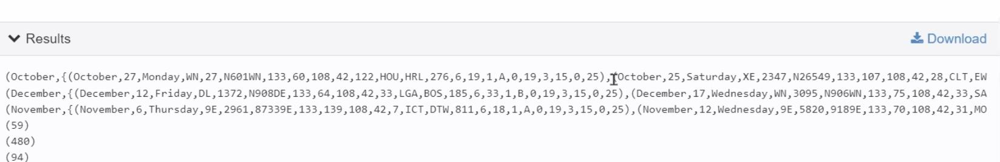 Results
Download
(October,{(October,27,Monday,WN,27,N601WN,133,60,108,42,122,HOU,HRL,276,6,19,1,A,0,19,3,15,0,25),(October,25,Saturday,XE,2347,N26549,133,107,108,42,28,CLT,EW
(December,{(December,12,Friday,DL,1372,N908DE,133,64,108,42,33,LGA,BOS,185,6,33,1,B,0,19,3,15,0,25),(December,17,Wednesday,WN,3095,N906WN,133,75,108,42,33,SA
(November,{(November,6,Thursday,9E,2961,87339E,133,139,108,42,7,ICT,DTW,811,6,18,1,A,0,19,3,15,0,25),(November,12,Wednesday,9E,5820,9189E,133,70,108,42,31,MO
(59)
(480)
(94)